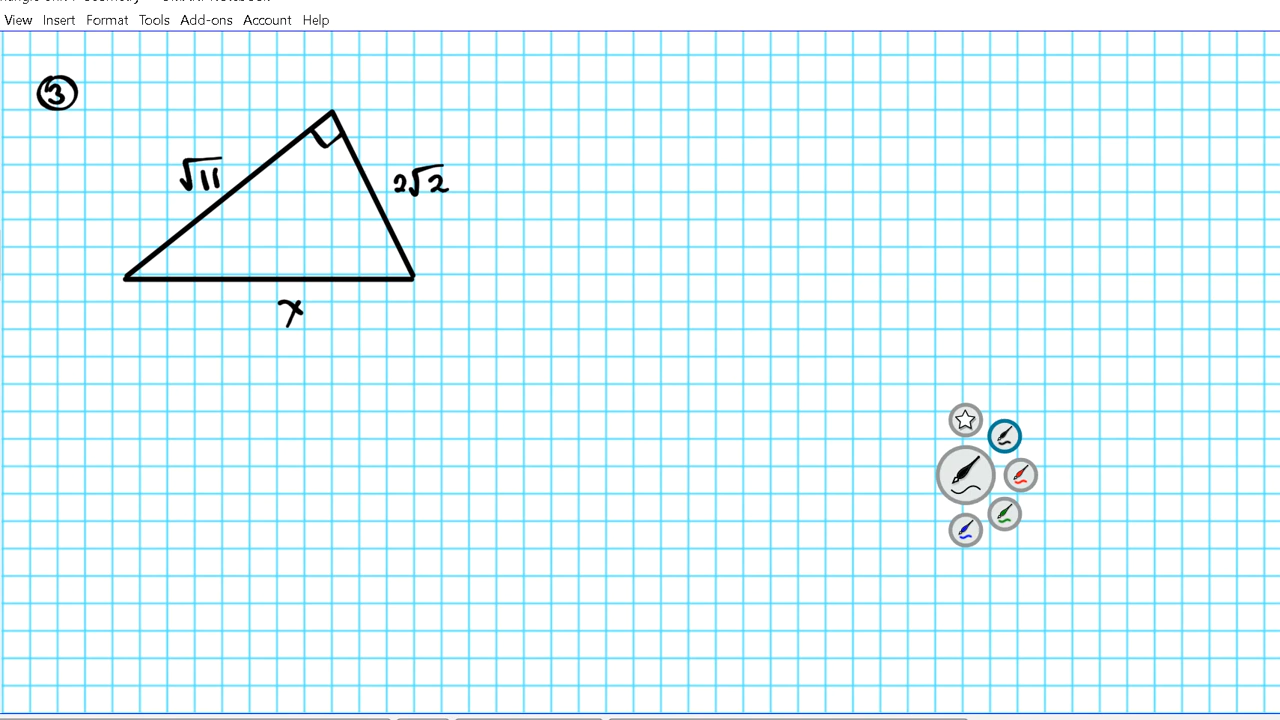 View Insert Format Tools Add-ons Account Help
3
√11
2√2
x